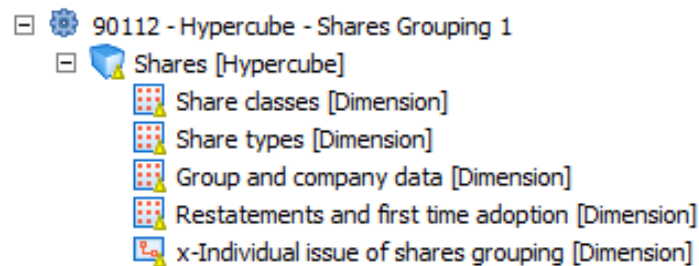 90112 - Hypercube - Shares Grouping 1
Shares [Hypercube]
Share classes [Dimension]
Share types [Dimension]
Group and company data [Dimension]
Restatements and first time adoption [Dimension]
x-Individual issue of shares grouping [Dimension]